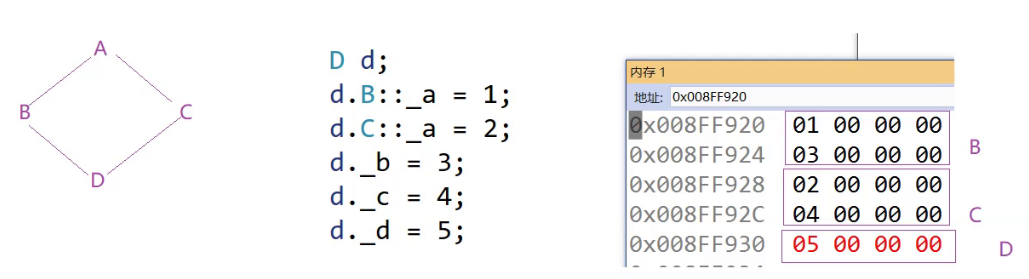 A
B
C
D
D d;
d.B::_a = 1;
d.C::_a = 2;
d._b = 3;
d._c = 4;
d._d = 5;
内存 1
地址: 0x008FF920
0x008FF920 01 00 00 00
0x008FF924 03 00 00 00
B
0x008FF928 02 00 00 00
0x008FF92C 04 00 00 00
C
0x008FF930 05 00 00 00
D